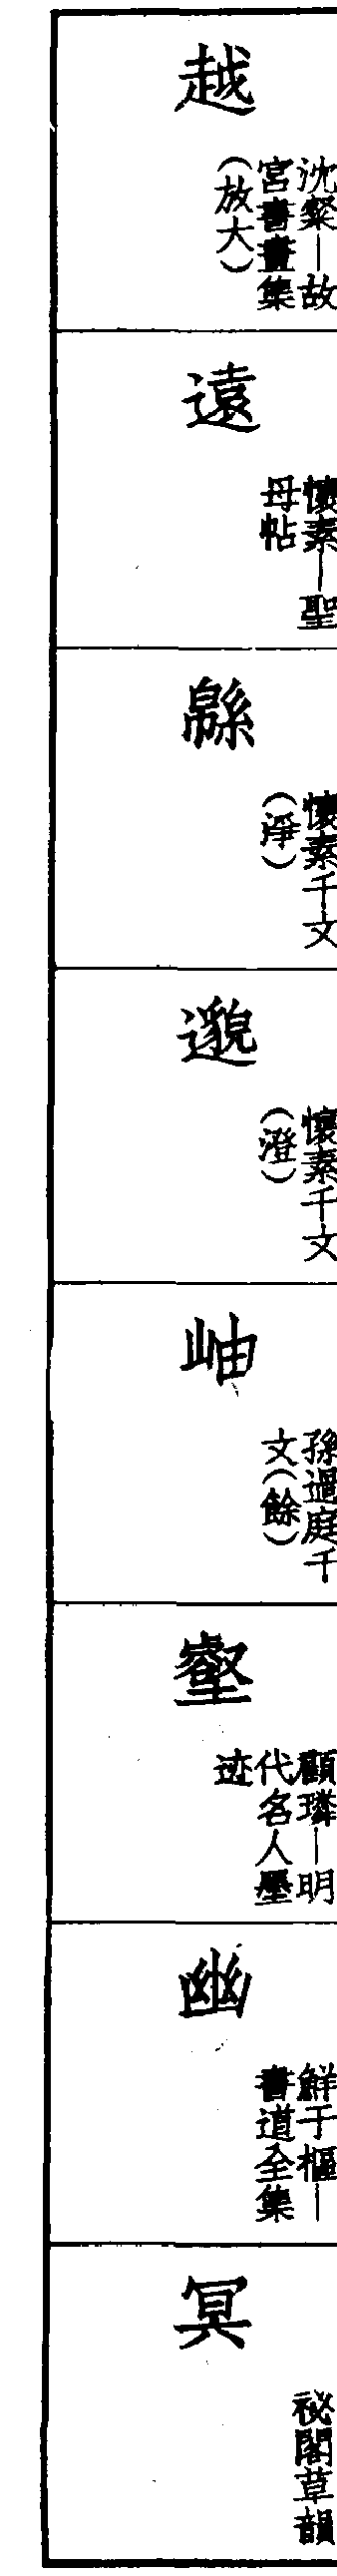 越
沈粲—故
宮書畫集
(放大)
遠
懷素—聖
母帖
緜
懷素千文
(淨)
邈
懷素千文
(澄)
岫
孫過庭千
文(餘)
壑
顧璘—明
代名人墨
迹
幽
鮮于樞—
書道全集
冥
祕閣草韻